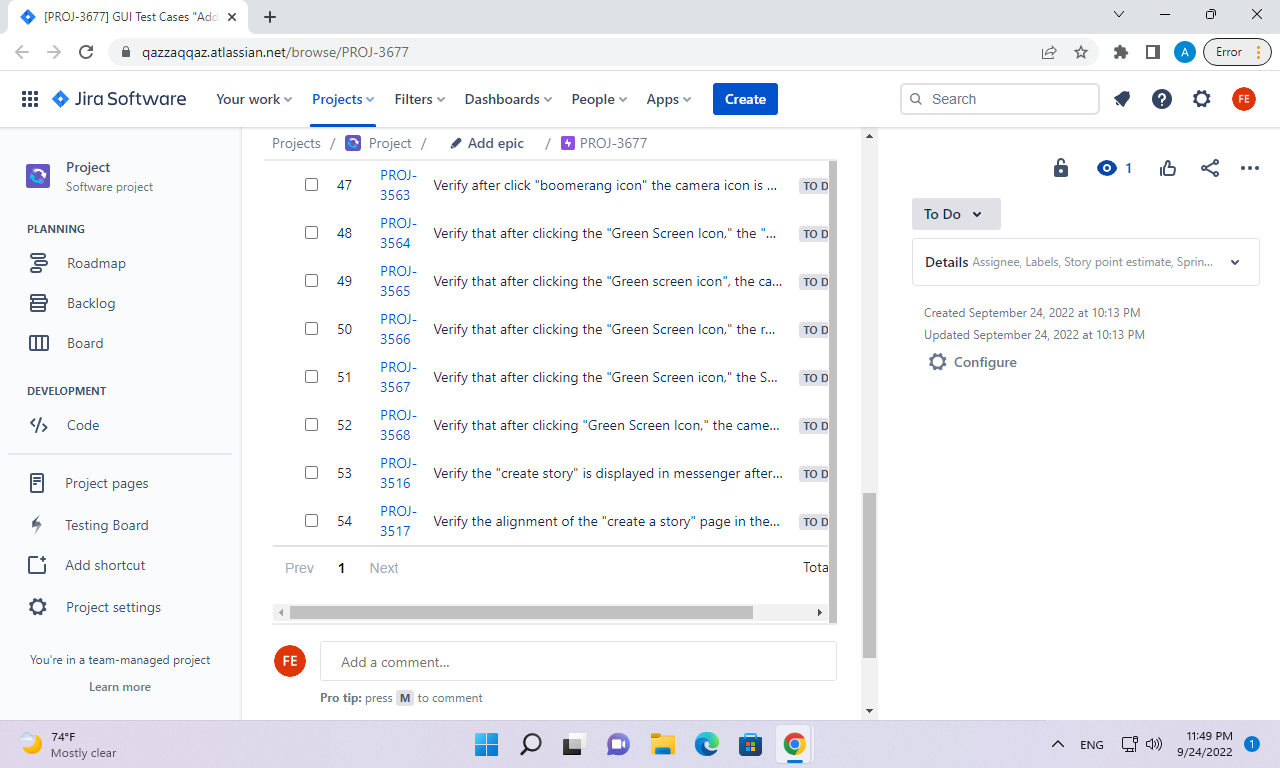 [PROJ-3677] GUI Test Cases "Add
qazzaqqaz.atlassian.net/browse/PROJ-3677
A
Error
Jira Software
Your work
Projects
Filters
Dashboards
People
Apps
Create
Search
FE
Project
Software project
PLANNING
Roadmap
Backlog
Board
DEVELOPMENT
Code
Project pages
Testing Board
Add shortcut
Project settings
You're in a team-managed project
Learn more
Projects / Project / Add epic / PROJ-3677
47 PROJ-3563 Verify after click "boomerang icon" the camera icon is ... TO D
48 PROJ-3564 Verify that after clicking the "Green Screen Icon," the "... TO D
49 PROJ-3565 Verify that after clicking the "Green screen icon", the ca... TO D
50 PROJ-3566 Verify that after clicking the "Green Screen Icon," the r... TO D
51 PROJ-3567 Verify that after clicking the "Green Screen icon," the S... TO D
52 PROJ-3568 Verify that after clicking "Green Screen Icon," the came... TO D
53 PROJ-3516 Verify the "create story" is displayed in messenger after... TO D
54 PROJ-3517 Verify the alignment of the "create a story" page in the... TO D
Prev 1 Next Tota
FE
Add a comment...
Pro tip: press M to comment
1
To Do
Details Assignee, Labels, Story point estimate, Sprin...
Created September 24, 2022 at 10:13 PM
Updated September 24, 2022 at 10:13 PM
Configure
74°F
Mostly clear
ENG
11:49 PM
9/24/2022
1